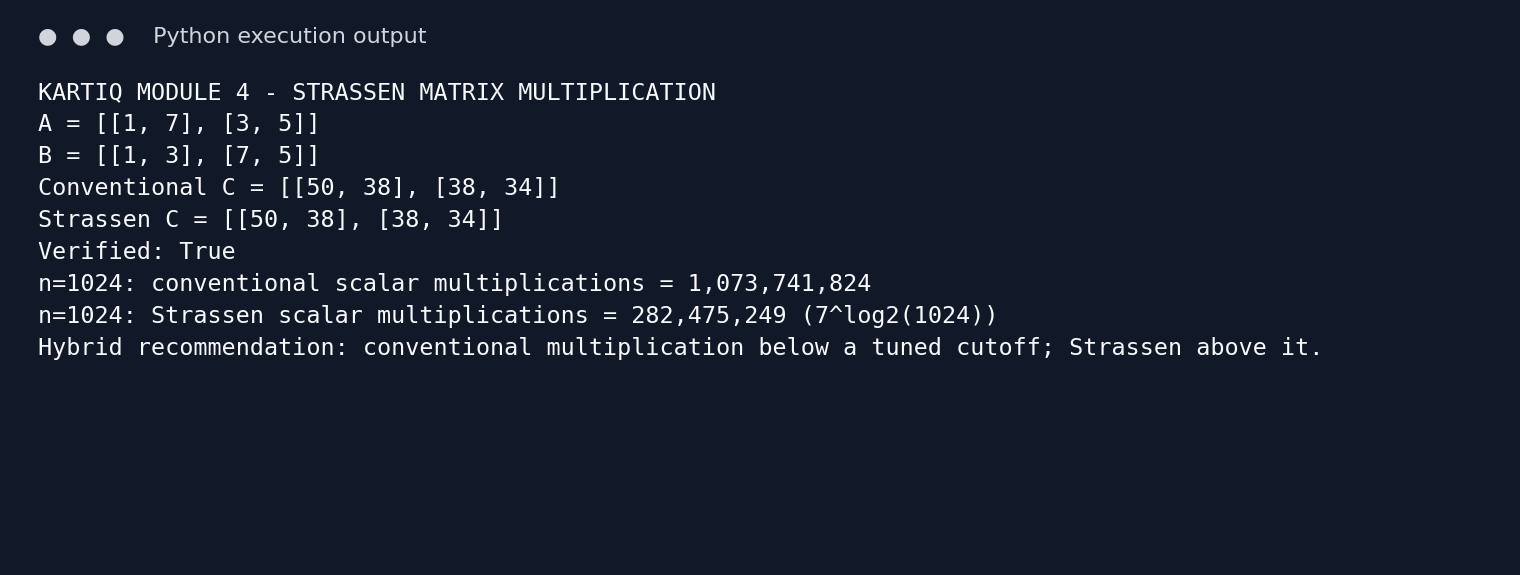 Python execution output
KARTIQ MODULE 4 - STRASSEN MATRIX MULTIPLICATION
A = [[1, 7], [3, 5]]
B = [[1, 3], [7, 5]]
Conventional C = [[50, 38], [38, 34]]
Strassen C = [[50, 38], [38, 34]]
Verified: True
n=1024: conventional scalar multiplications = 1,073,741,824
n=1024: Strassen scalar multiplications = 282,475,249 (7^log2(1024))
Hybrid recommendation: conventional multiplication below a tuned cutoff; Strassen above it.